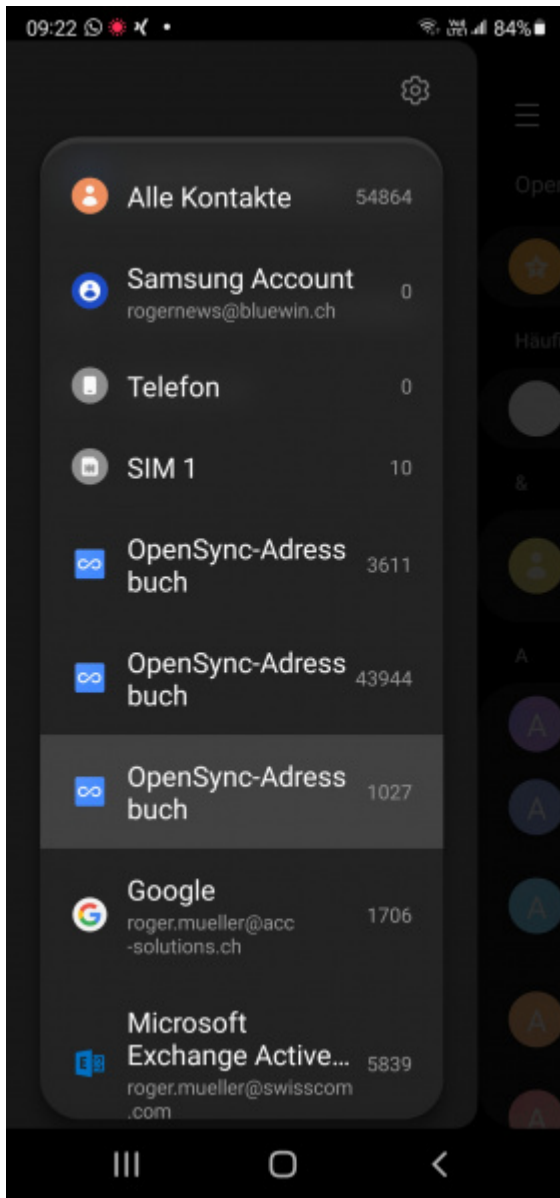 09:22 84%
Alle Kontakte 54864
Samsung Account 0
rogernews@bluewin.ch
Telefon 0
SIM 1 10
OpenSync-Adress
buch 3611
OpenSync-Adress
buch 43944
OpenSync-Adress
buch 1027
Google
roger.mueller@acc
-solutions.ch 1706
Microsoft
Exchange Active... 5839
roger.mueller@swisscom
.com
Open
Häufi
&
A
A
A
A
A
A